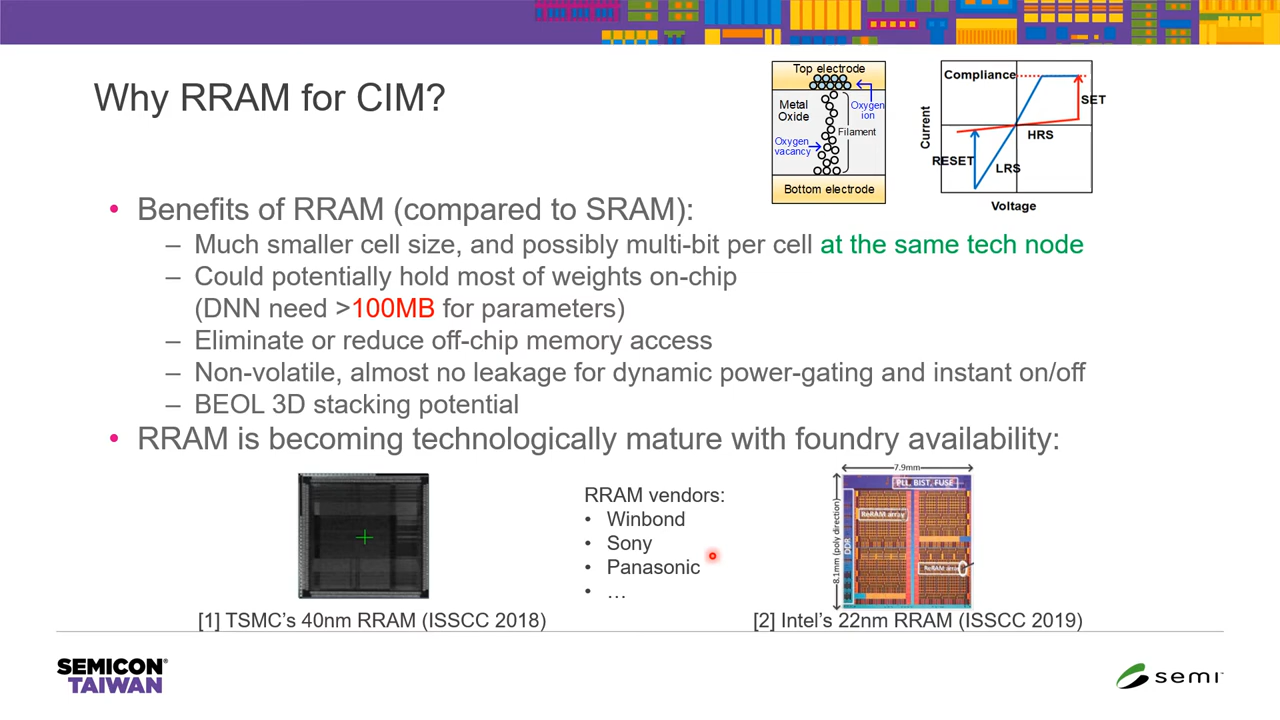 Why RRAM for CIM?
Top electrode
Metal
Oxide
Oxygen
ion
Filament
Oxygen
vacancy
Bottom electrode
Compliance
SET
Current
HRS
RESET
LRS
Voltage
• Benefits of RRAM (compared to SRAM):
– Much smaller cell size, and possibly multi-bit per cell at the same tech node
– Could potentially hold most of weights on-chip
(DNN need >100MB for parameters)
– Eliminate or reduce off-chip memory access
– Non-volatile, almost no leakage for dynamic power-gating and instant on/off
– BEOL 3D stacking potential
• RRAM is becoming technologically mature with foundry availability:
RRAM vendors:
• Winbond
• Sony
• Panasonic
• …
7.9mm
PLL, BIST, FUSE
ReRAM array
DDR
8.1mm (poly direction)
ReRAM array
[1] TSMC's 40nm RRAM (ISSCC 2018)
[2] Intel's 22nm RRAM (ISSCC 2019)
SEMICON®
TAIWAN
semi